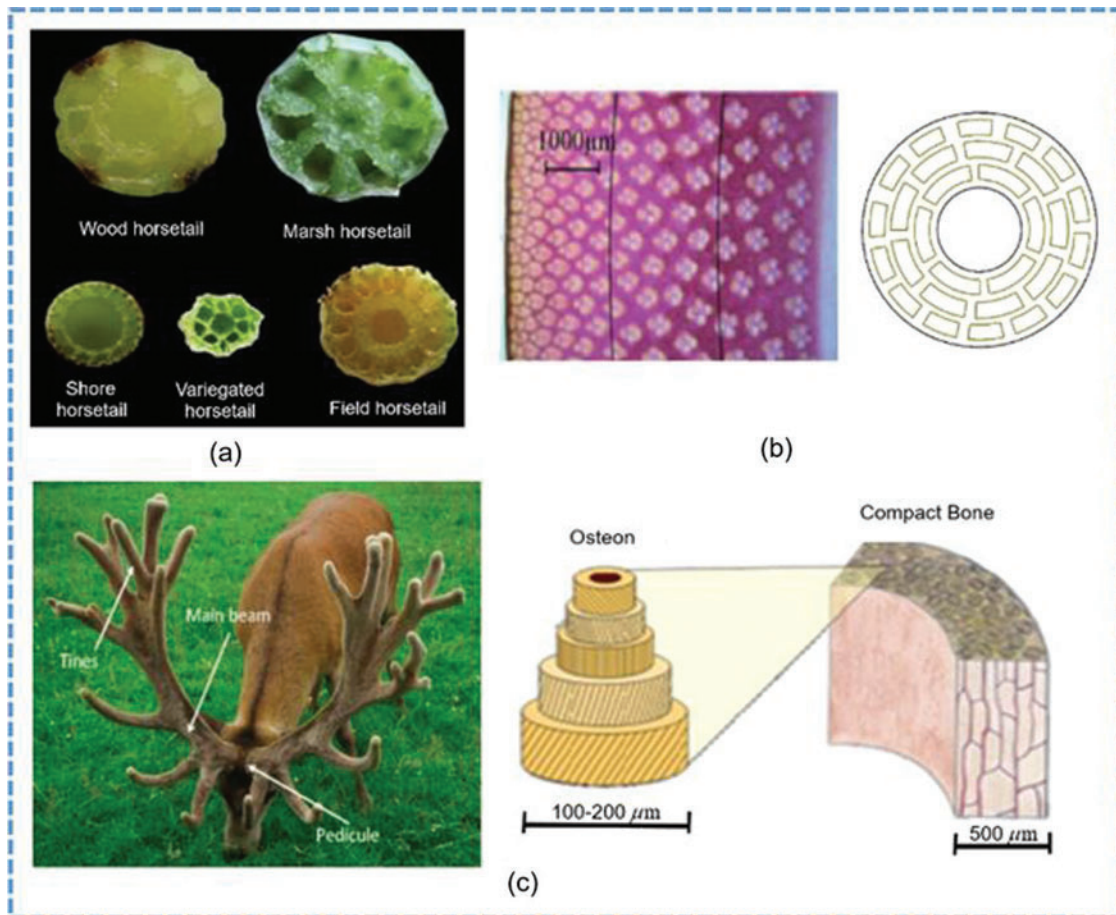 Wood horsetail
Marsh horsetail
Shore
horsetail
Variegated
horsetail
Field horsetail
(a)
1000μm
(b)
Tines
Main beam
Pedicule
Osteon
100-200 μm
Compact Bone
500 μm
(c)